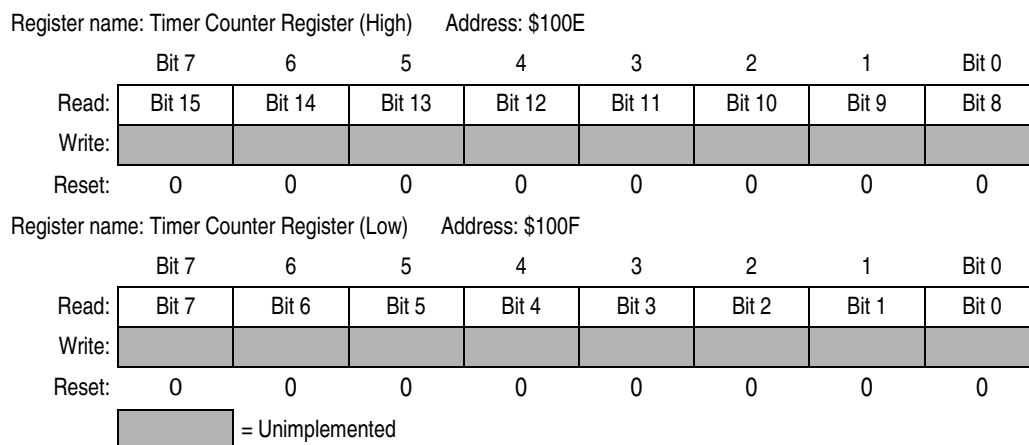 Register name: Timer Counter Register (High) Address: $100E
Bit 7 6 5 4 3 2 1 Bit 0
Read: Bit 15 Bit 14 Bit 13 Bit 12 Bit 11 Bit 10 Bit 9 Bit 8
Write:
Reset: 0 0 0 0 0 0 0 0
Register name: Timer Counter Register (Low) Address: $100F
Bit 7 6 5 4 3 2 1 Bit 0
Read: Bit 7 Bit 6 Bit 5 Bit 4 Bit 3 Bit 2 Bit 1 Bit 0
Write:
Reset: 0 0 0 0 0 0 0 0
= Unimplemented